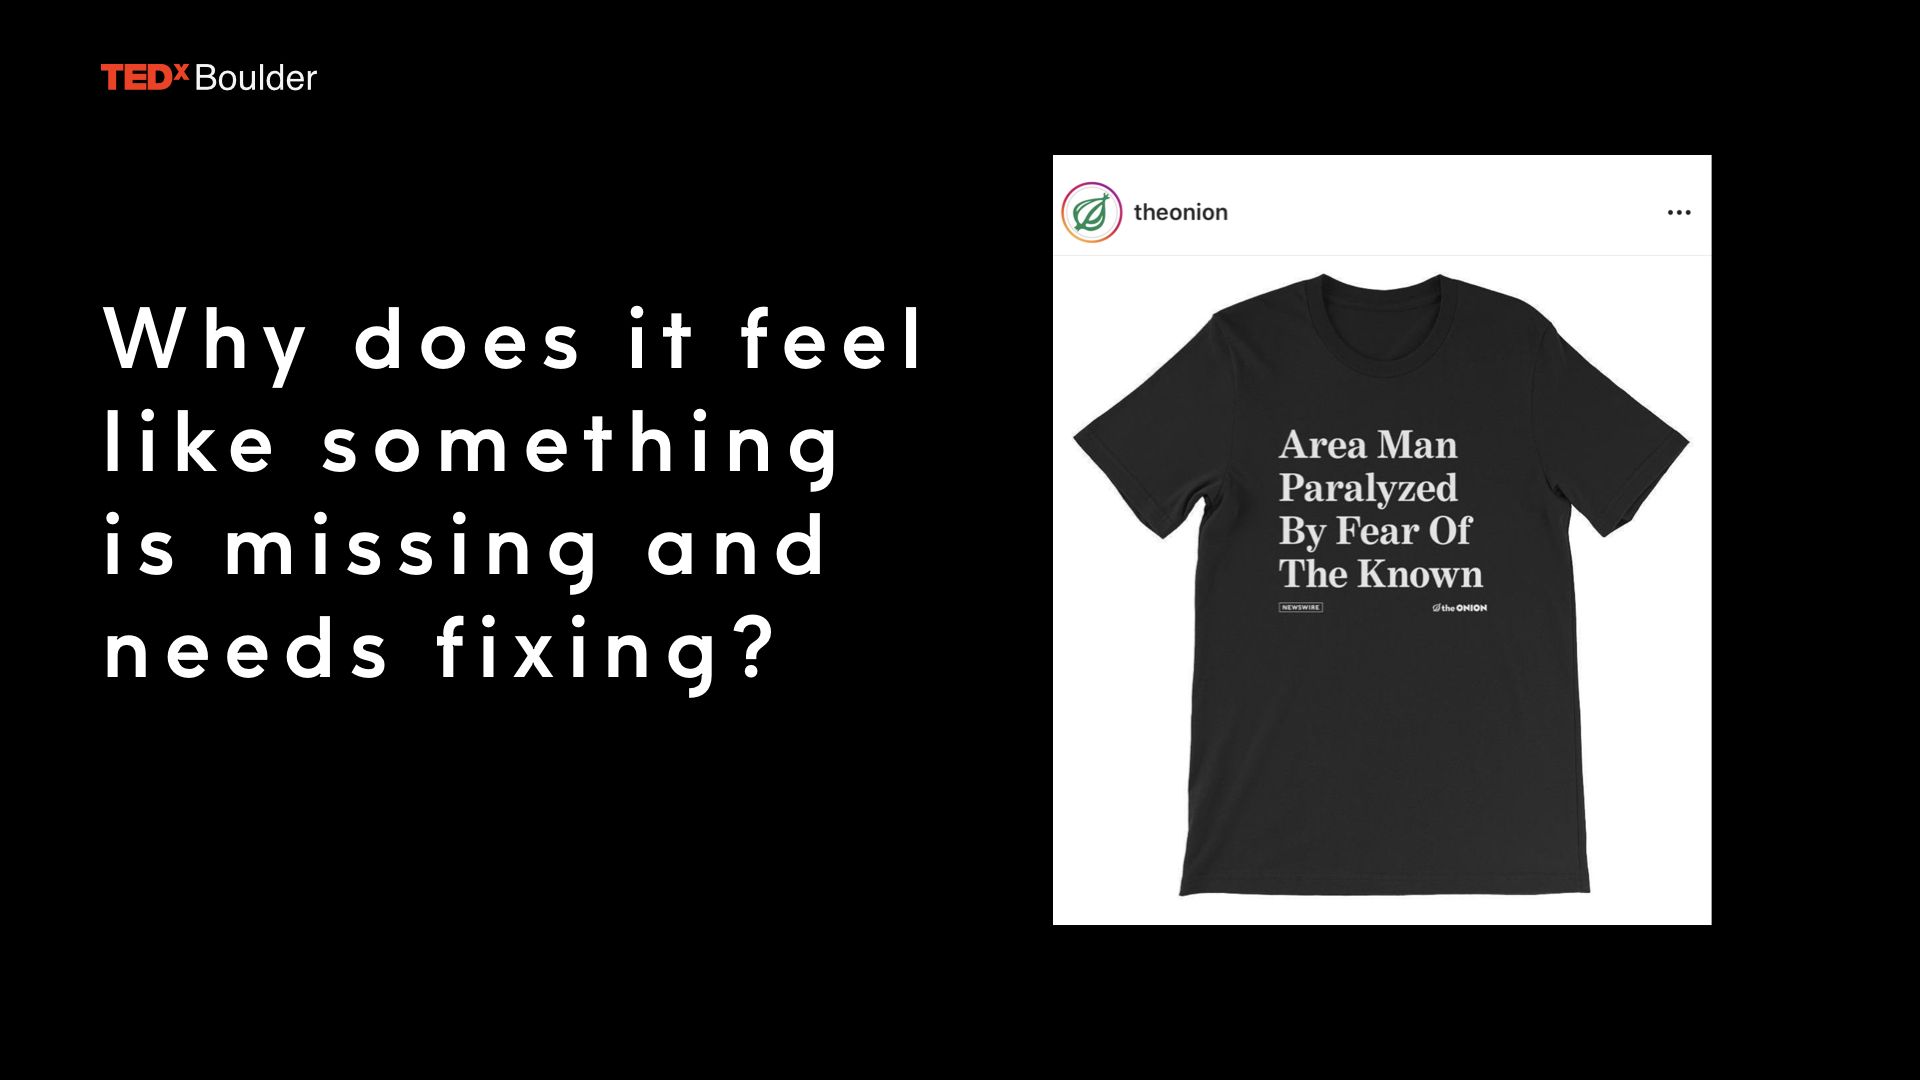 TEDx Boulder
Why does it feel
like something
is missing and
needs fixing?
theonion
Area Man
Paralyzed
By Fear Of
The Known
NEWSWIRE
the ONION